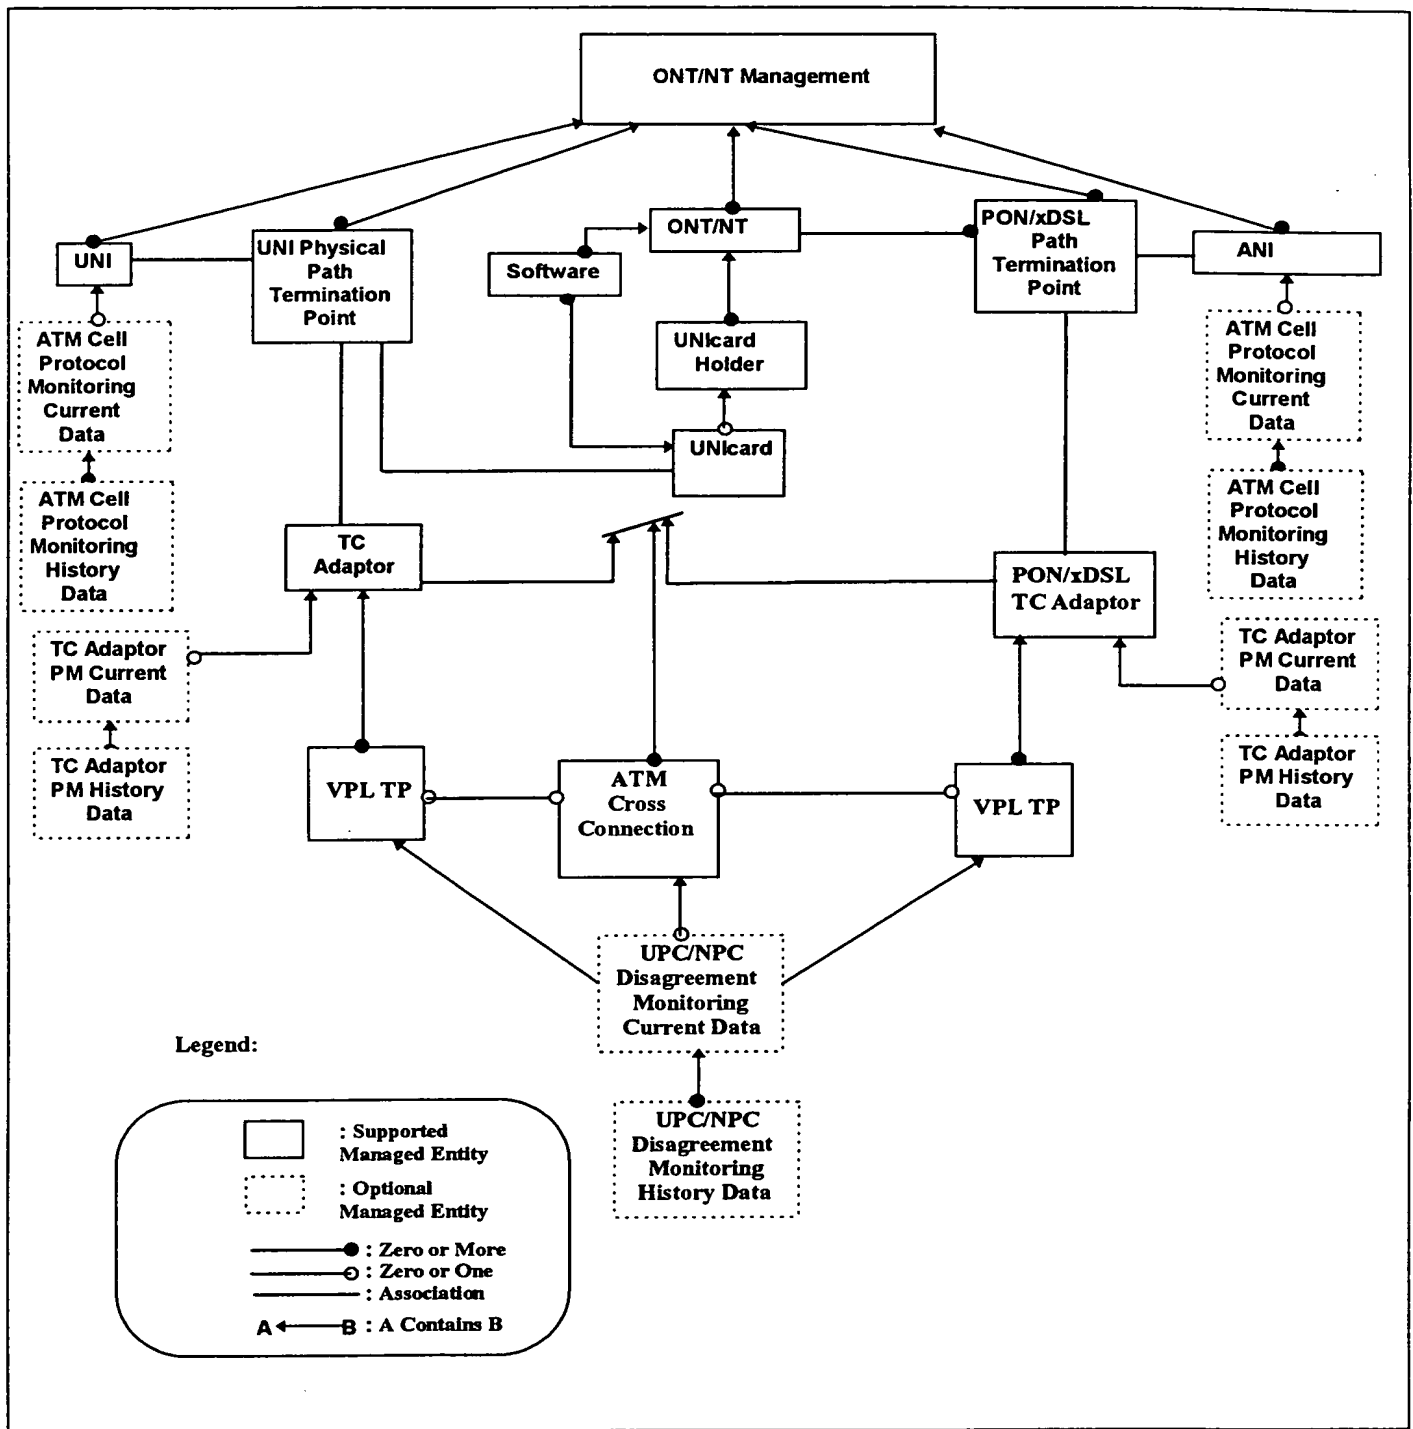 ONT/NT Management
UNI
UNI Physical
Path
Termination
Point
Software
ONT/NT
PON/xDSL
Path
Termination
Point
ANI
ATM Cell
Protocol
Monitoring
Current
Data
UNIcard
Holder
ATM Cell
Protocol
Monitoring
Current
Data
UNIcard
ATM Cell
Protocol
Monitoring
History
Data
TC
Adaptor
PON/xDSL
TC Adaptor
ATM Cell
Protocol
Monitoring
History
Data
TC Adaptor
PM Current
Data
TC Adaptor
PM Current
Data
TC Adaptor
PM History
Data
VPL TP
ATM
Cross
Connection
VPL TP
TC Adaptor
PM History
Data
UPC/NPC
Disagreement
Monitoring
Current Data
UPC/NPC
Disagreement
Monitoring
History Data
Legend:
: Supported
Managed Entity
: Optional
Managed Entity
: Zero or More
: Zero or One
: Association
A B : A Contains B